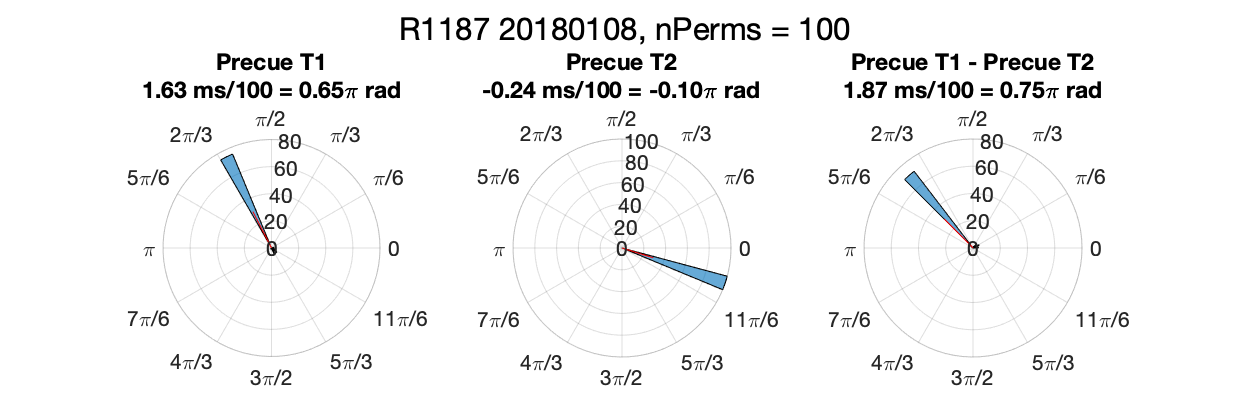 R1187 20180108, nPerms = 100
Precue T1
1.63 ms/100 = 0.65π rad
π/2
2π/3
80
π/3
60
5π/6
π/6
40
20
π
0
0
7π/6
11π/6
4π/3
5π/3
3π/2
Precue T2
-0.24 ms/100 = -0.10π rad
π/2
2π/3
100
π/3
80
5π/6
60
π/6
40
20
π
0
0
7π/6
11π/6
4π/3
5π/3
3π/2
Precue T1 - Precue T2
1.87 ms/100 = 0.75π rad
π/2
2π/3
80
π/3
60
5π/6
π/6
40
20
π
0
0
7π/6
11π/6
4π/3
5π/3
3π/2